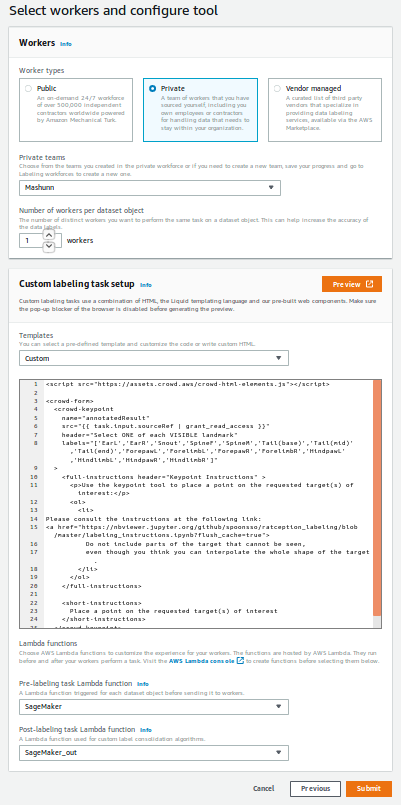 Select workers and configure tool
Workers Info
Worker types
Public
An on-demand 24/7 workforce
of over 500,000 independent
contractors worldwide powered
by Amazon Mechanical Turk.
Private
A team of workers that you have
sourced yourself, including your
own employees or contractors
for handling data that needs to
stay within your organization.
Vendor managed
A curated list of third party
vendors that specialize in
providing data labeling
services, available via the AWS
Marketplace.
Private teams
Choose from the teams you created in the private workforce or if you need to create a new team, save your progress and go to
Labeling workforces to create a new one.
Mashunn
Number of workers per dataset object
The number of distinct workers you want to perform the same task on a dataset object. This can help increase the accuracy of
the data labels.
1 workers
Custom labeling task setup Info
Preview
Custom labeling tasks use a combination of HTML, the Liquid templating language and our pre-built web components. Make sure
the pop-up blocker of the browser is disabled before generating the preview.
Templates
You can select a pre-defined template and customize the code or write custom HTML.
Custom
1 <script src="https://assets.crowd.aws/crowd-html-elements.js"></script>
2
3 <crowd-form>
4 <crowd-keypoint
5 name="annotatedResult"
6 src="{{ task.input.sourceRef | grant_read_access }}"
7 header="Select ONE of each VISIBLE landmark"
8 labels="['EarL','EarR','Snout','SpineF','SpineM','Tail(base)','Tail(mid)'
,'Tail(end)','ForepawL','ForelimbL','ForepawR','ForelimbR','HindpawL'
,'HindlimbL','HindpawR','HindlimbR']"
9 >
10 <full-instructions header="Keypoint Instructions" >
11 <p>Use the keypoint tool to place a point on the requested target(s) of
interest:</p>
12 <ol>
13 <li>
14 Please consult the instructions at the following link:
15 <a href="https://nbviewer.jupyter.org/github/spoonsso/ratception_labeling/blob
/master/labeling_instructions.ipynb?flush_cache=true">
16 Do not include parts of the target that cannot be seen,
17 even though you think you can interpolate the whole shape of the target
.
18 </li>
19 </ol>
20 </full-instructions>
21
22 <short-instructions>
23 Place a point on the requested target(s) of interest
24 </short-instructions>
Lambda functions
Choose AWS Lambda functions to customize the experience for your workers. The functions are hosted by AWS Lambda. They run
before and after your workers perform a task. Visit the AWS Lambda console to create functions before selecting them below.
Pre-labeling task Lambda function Info
A Lambda function triggered for each dataset object before sending it to workers.
SageMaker
Post-labeling task Lambda function Info
A Lambda function used for custom label consolidation algorithms.
SageMaker_out
Cancel Previous Submit